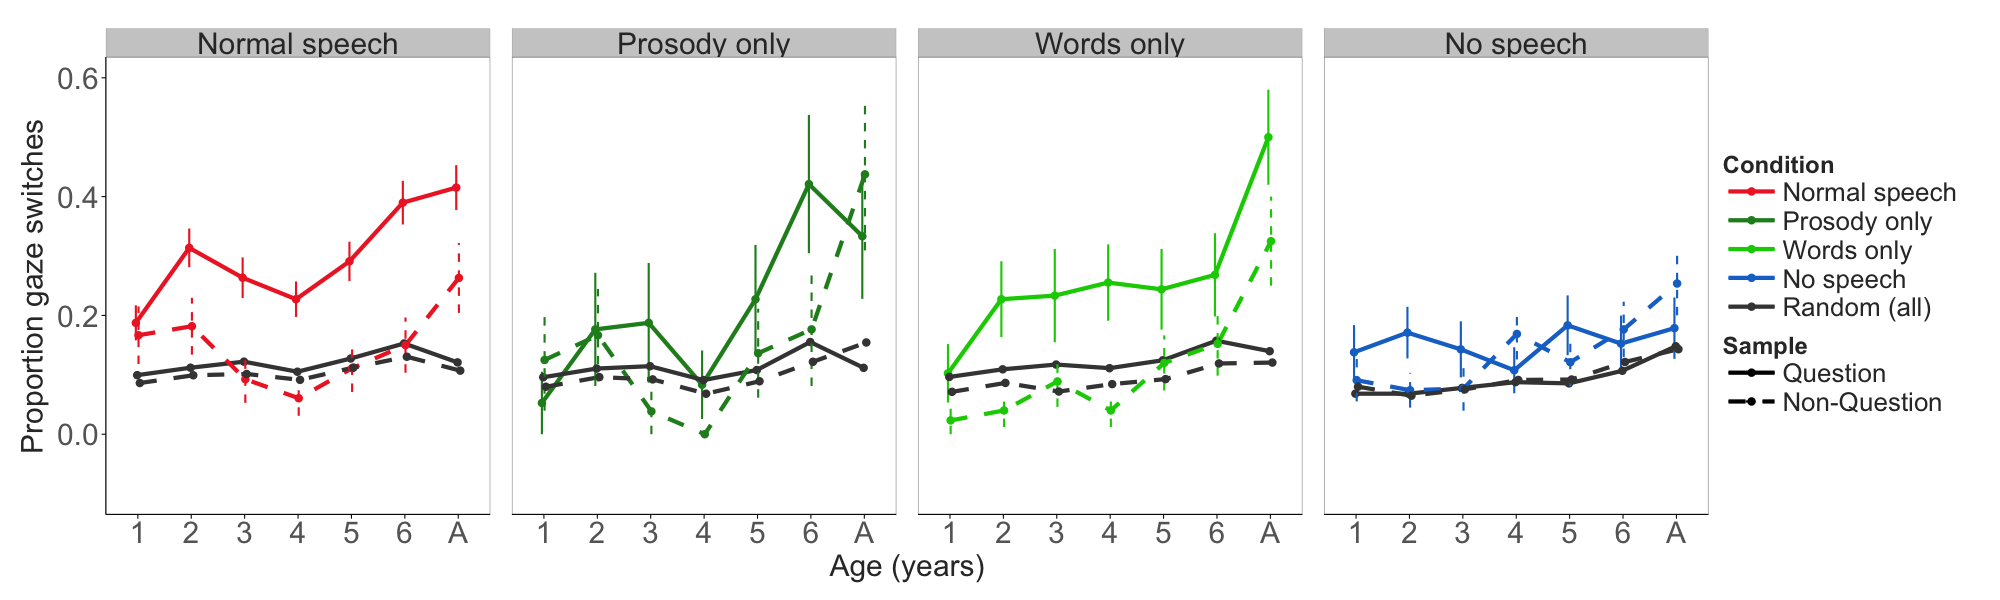 Normal speech
Prosody only
Words only
No speech
Proportion gaze switches
0.6
0.4
0.2
0.0
1 2 3 4 5 6 A
1 2 3 4 5 6 A
1 2 3 4 5 6 A
1 2 3 4 5 6 A
Age (years)
Condition
Normal speech
Prosody only
Words only
No speech
Random (all)
Sample
Question
Non-Question